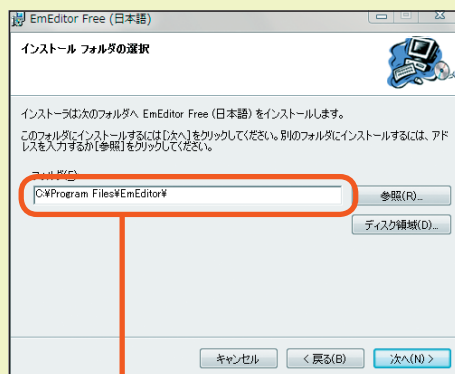 EmEditor Free (日本語)
インストール フォルダの選択
インストーラは次のフォルダへ EmEditor Free (日本語) をインストールします。
このフォルダにインストールするには[次へ]をクリックしてください。別のフォルダにインストールするには、アド
レスを入力するか[参照]をクリックしてください。
フォルダ(F)
C:¥Program Files¥EmEditor¥
参照(R)...
ディスク領域(D)...
キャンセル
< 戻る(B)
次へ(N) >